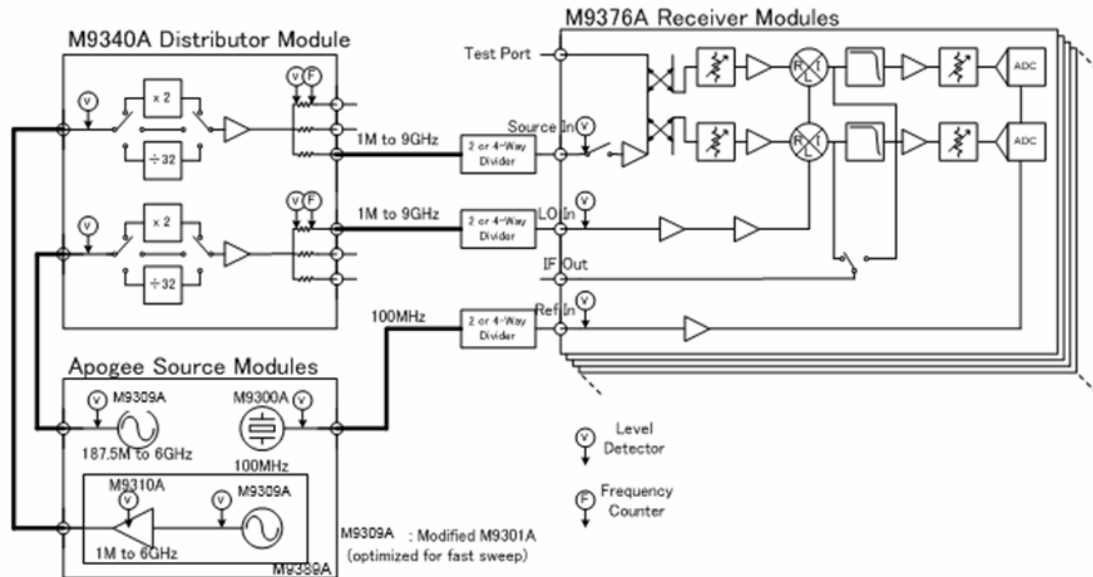 M9340A Distributor Module
M9376A Receiver Modules
Test Port
V
x 2
÷32
V F
1M to 9GHz
2 or 4-Way
Divider
Source In
V
R I
L
ADC
V
x 2
÷32
V F
1M to 9GHz
2 or 4-Way
Divider
LO In
V
R I
L
ADC
IF Out
100MHz
2 or 4-Way
Divider
Ref In
V
Apogee Source Modules
V
M9309A
187.5M to 6GHz
M9300A
V
100MHz
M9310A
V
V
M9309A
1M to 6GHz
M9389A
M9309A : Modified M9301A
(optimized for fast sweep)
V
Level
Detector
F
Frequency
Counter